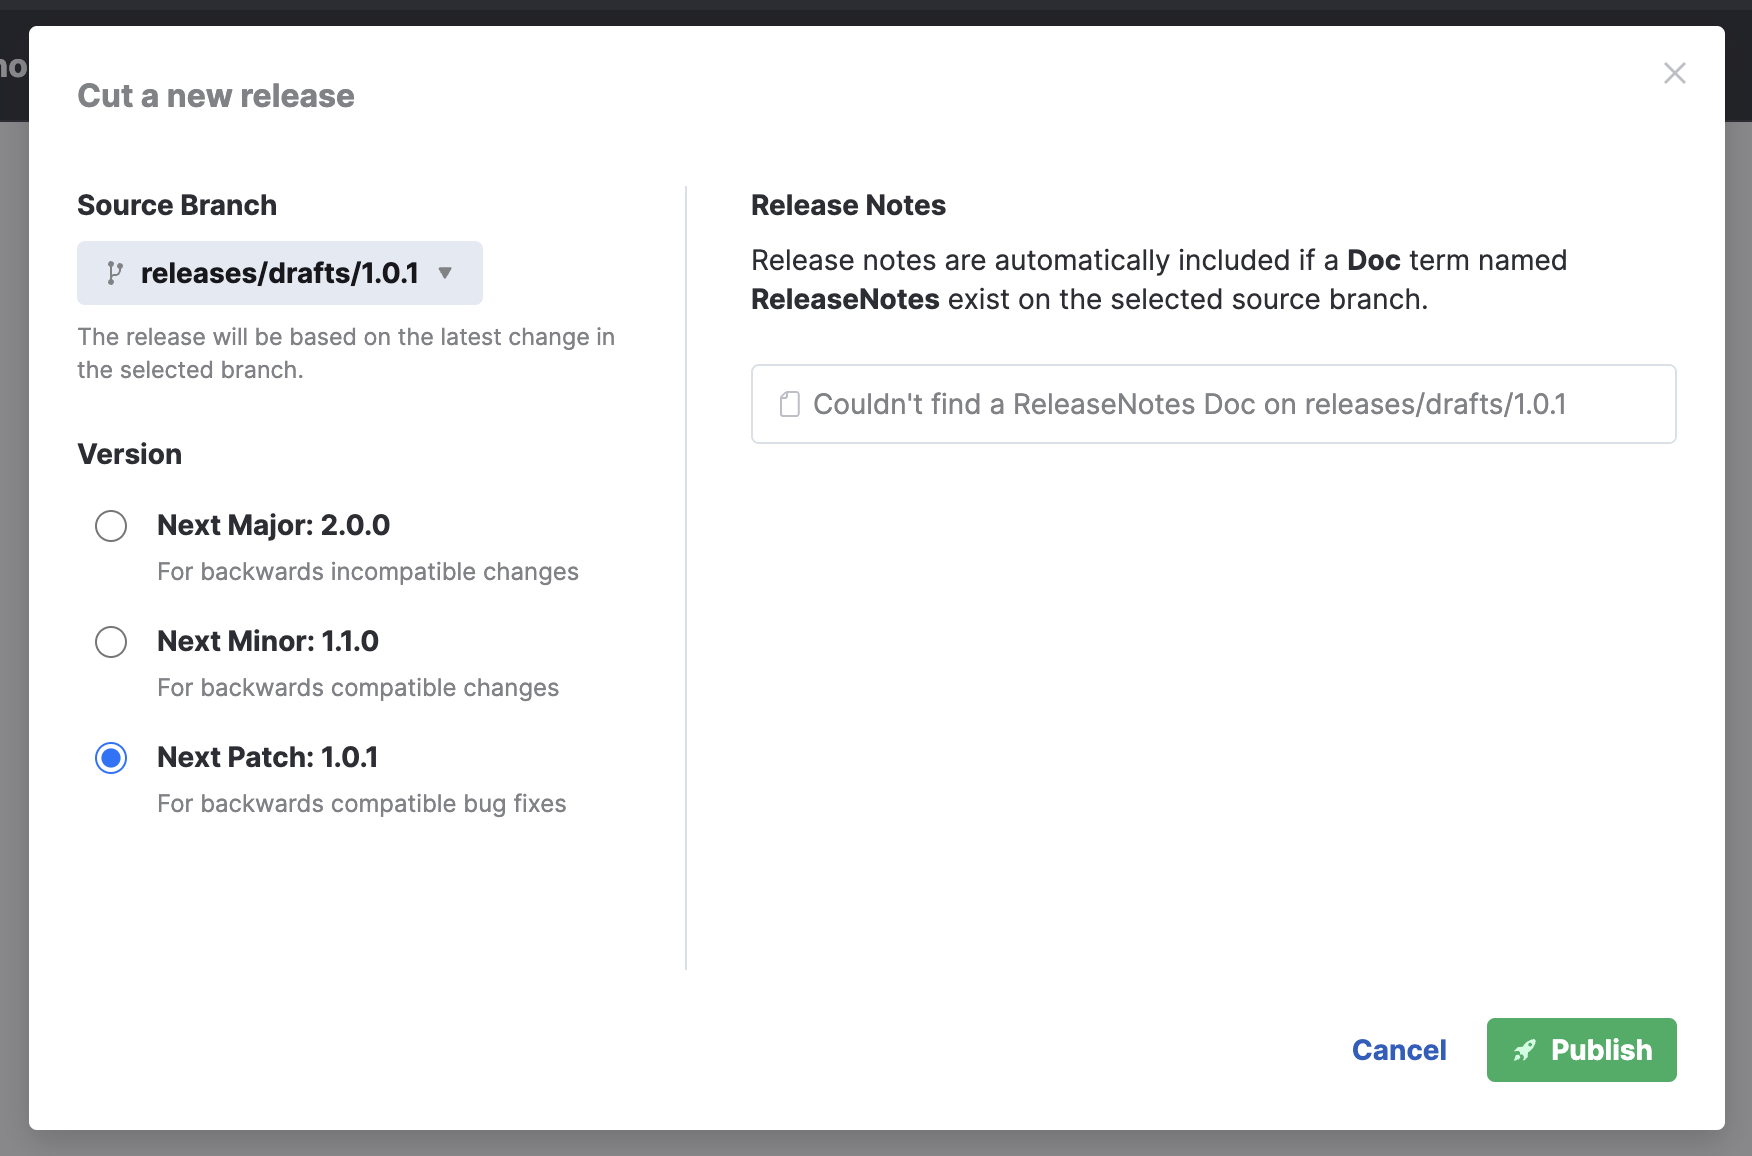 Cut a new release
Source Branch
releases/drafts/1.0.1
The release will be based on the latest change in
the selected branch.
Version
Next Major: 2.0.0
For backwards incompatible changes
Next Minor: 1.1.0
For backwards compatible changes
Next Patch: 1.0.1
For backwards compatible bug fixes
Release Notes
Release notes are automatically included if a Doc term named
ReleaseNotes exist on the selected source branch.
Couldn't find a ReleaseNotes Doc on releases/drafts/1.0.1
Cancel
Publish